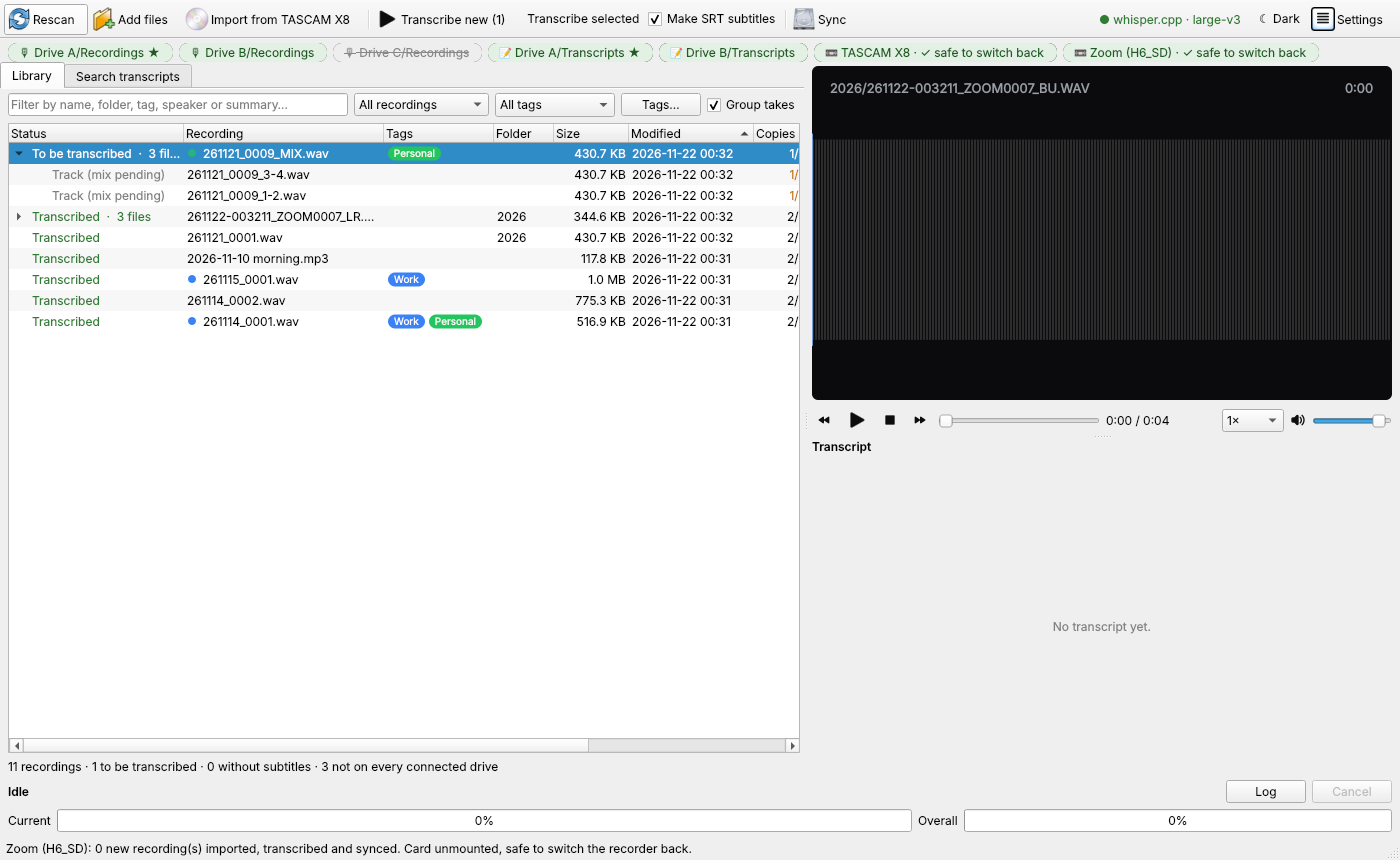 Rescan Add files Import from TASCAM X8 Transcribe new (1) Transcribe selected Make SRT subtitles Sync whisper.cpp · large-v3 Dark Settings
Drive A/Recordings ★ Drive B/Recordings Drive C/Recordings Drive A/Transcripts ★ Drive B/Transcripts TASCAM X8 · ✓ safe to switch back Zoom (H6_SD) · ✓ safe to switch back
Library Search transcripts
Filter by name, folder, tag, speaker or summary... All recordings All tags Tags... Group takes
Status Recording Tags Folder Size Modified Copies
To be transcribed · 3 fil... 261121_0009_MIX.wav Personal 430.7 KB 2026-11-22 00:32 1/
Track (mix pending) 261121_0009_3-4.wav 430.7 KB 2026-11-22 00:32 1/
Track (mix pending) 261121_0009_1-2.wav 430.7 KB 2026-11-22 00:32 1/
Transcribed · 3 files 261122-003211_ZOOM0007_LR.... 2026 344.6 KB 2026-11-22 00:32 2/
Transcribed 261121_0001.wav 2026 430.7 KB 2026-11-22 00:32 2/
Transcribed 2026-11-10 morning.mp3 117.8 KB 2026-11-22 00:31 2/
Transcribed 261115_0001.wav Work 1.0 MB 2026-11-22 00:31 2/
Transcribed 261114_0002.wav 775.3 KB 2026-11-22 00:31 2/
Transcribed 261114_0001.wav Work Personal 516.9 KB 2026-11-22 00:31 2/
2026/261122-003211_ZOOM0007_BU.WAV 0:00
0:00 / 0:04 1×
Transcript
No transcript yet.
11 recordings · 1 to be transcribed · 0 without subtitles · 3 not on every connected drive
Idle Log Cancel
Current 0% Overall 0%
Zoom (H6_SD): 0 new recording(s) imported, transcribed and synced. Card unmounted, safe to switch the recorder back.